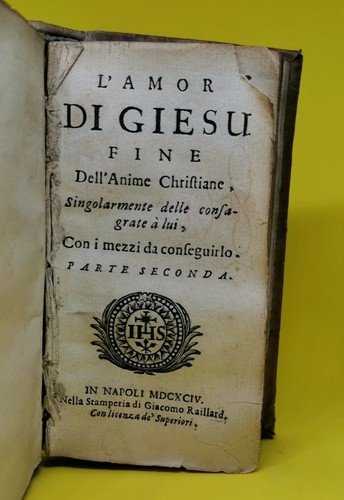 L'AMOR
DI GIESU
FINE
Dell'Anime Chriſtiane,
Singolarmente delle conſa-
grate à lui,
Con i mezzi da conſeguirlo.
PARTE SECONDA.
IHS
IN NAPOLI MDCXCIV.
Nella Stamperia di Giacomo Raillard.
Con licenza de' Superiori.